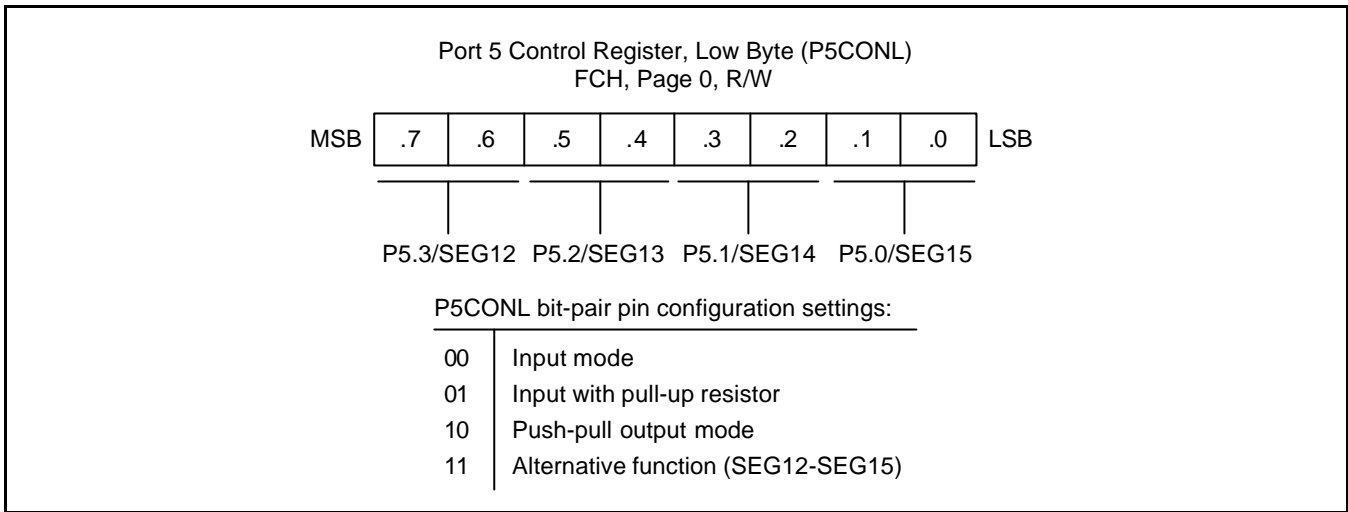 Port 5 Control Register, Low Byte (P5CONL)
FCH, Page 0, R/W
MSB .7 .6 .5 .4 .3 .2 .1 .0 LSB
P5.3/SEG12 P5.2/SEG13 P5.1/SEG14 P5.0/SEG15
P5CONL bit-pair pin configuration settings:
00 Input mode
01 Input with pull-up resistor
10 Push-pull output mode
11 Alternative function (SEG12-SEG15)